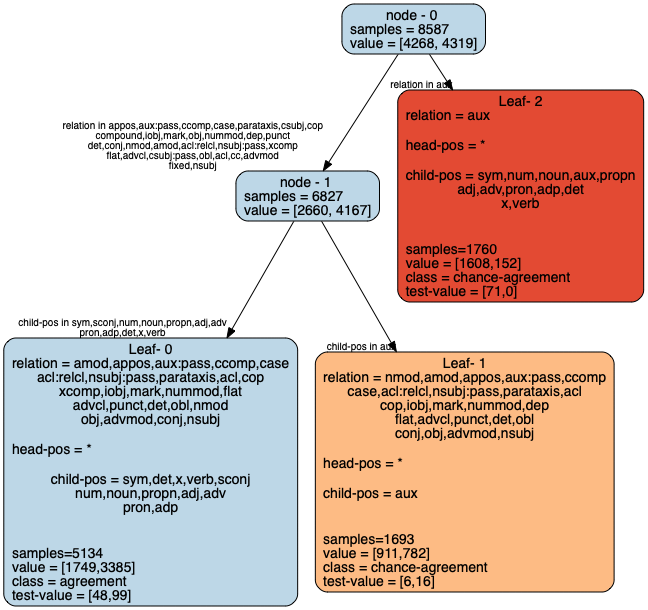 node - 0
samples = 8587
value = [4268, 4319]
relation in aux
relation in appos,aux:pass,ccomp,case,parataxis,csubj,cop
compound,iobj,mark,obj,nummod,dep,punct
det,conj,nmod,amod,acl:relcl,nsubj:pass,xcomp
flat,advcl,csubj:pass,obl,acl,cc,advmod
fixed,nsubj
Leaf- 2
relation = aux
head-pos = *
child-pos = sym,num,noun,aux,propn
adj,adv,pron,adp,det
x,verb
samples=1760
value = [1608,152]
class = chance-agreement
test-value = [71,0]
node - 1
samples = 6827
value = [2660, 4167]
child-pos in sym,sconj,num,noun,propn,adj,adv
pron,adp,det,x,verb
child-pos in aux
Leaf- 0
relation = amod,appos,aux:pass,ccomp,case
acl:relcl,nsubj:pass,parataxis,acl,cop
xcomp,iobj,mark,nummod,flat
advcl,punct,det,obl,nmod
obj,advmod,conj,nsubj
head-pos = *
child-pos = sym,det,x,verb,sconj
num,noun,propn,adj,adv
pron,adp
samples=5134
value = [1749,3385]
class = agreement
test-value = [48,99]
Leaf- 1
relation = nmod,amod,appos,aux:pass,ccomp
case,acl:relcl,nsubj:pass,parataxis,acl
cop,iobj,mark,nummod,dep
flat,advcl,punct,det,obl
conj,obj,advmod,nsubj
head-pos = *
child-pos = aux
samples=1693
value = [911,782]
class = chance-agreement
test-value = [6,16]